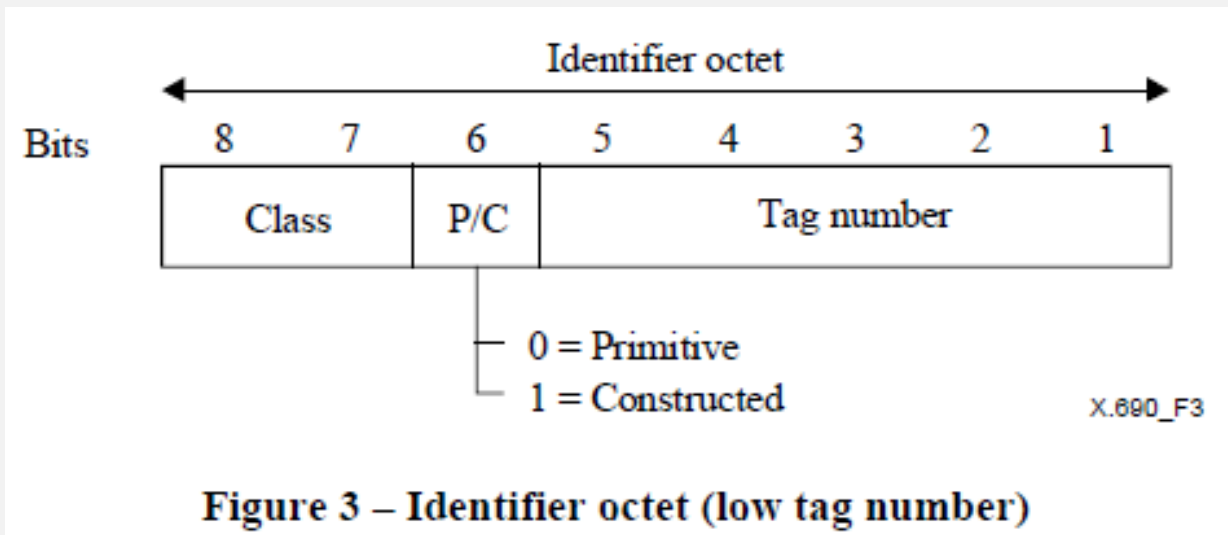 Identifier octet
Bits 8 7 6 5 4 3 2 1
Class P/C Tag number
0 = Primitive
1 = Constructed
X.690_F3
Figure 3 – Identifier octet (low tag number)